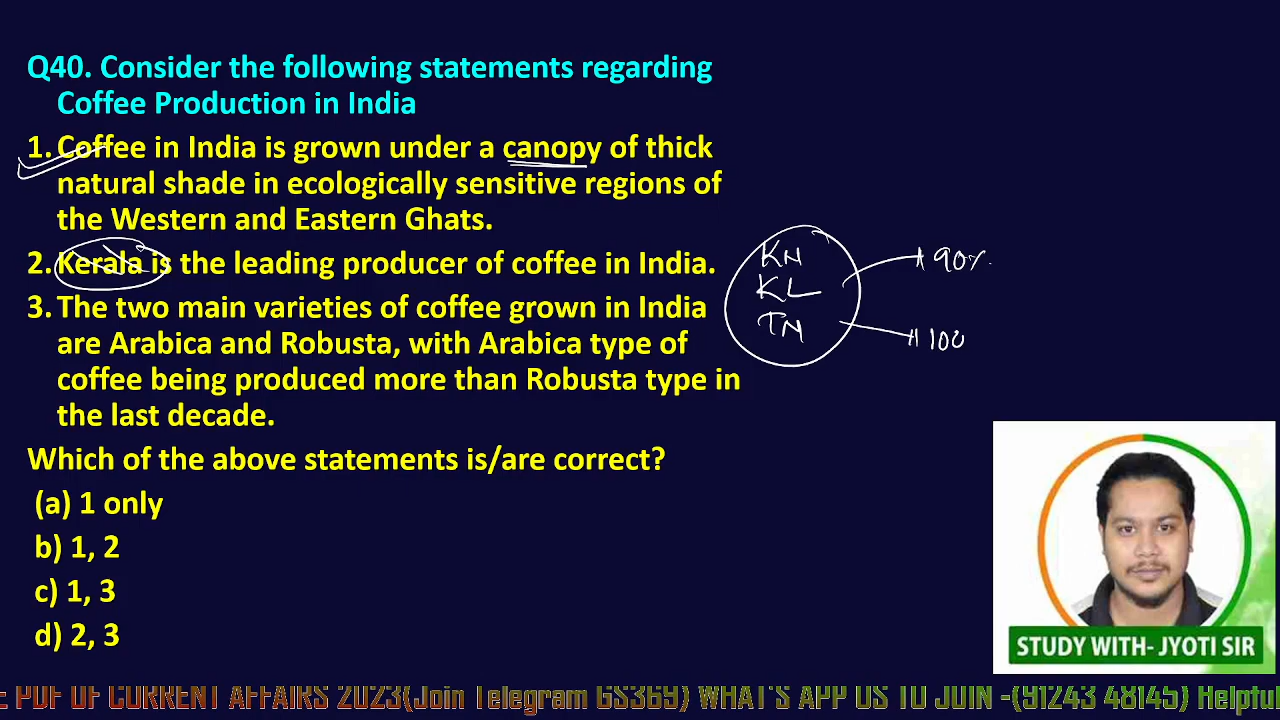 Q40. Consider the following statements regarding
Coffee Production in India
1. Coffee in India is grown under a canopy of thick
natural shade in ecologically sensitive regions of
the Western and Eastern Ghats.
2. Kerala is the leading producer of coffee in India.
3. The two main varieties of coffee grown in India
are Arabica and Robusta, with Arabica type of
coffee being produced more than Robusta type in
the last decade.
Which of the above statements is/are correct?
(a) 1 only
b) 1, 2
c) 1, 3
d) 2, 3
KN
KL
TN
90%
100
STUDY WITH- JYOTI SIR
E PDF OF CURRENT AFFAIRS 2023(Join Telegram GS369) WHAT'S APP US TO JOIN -(91243 48145) Helpful